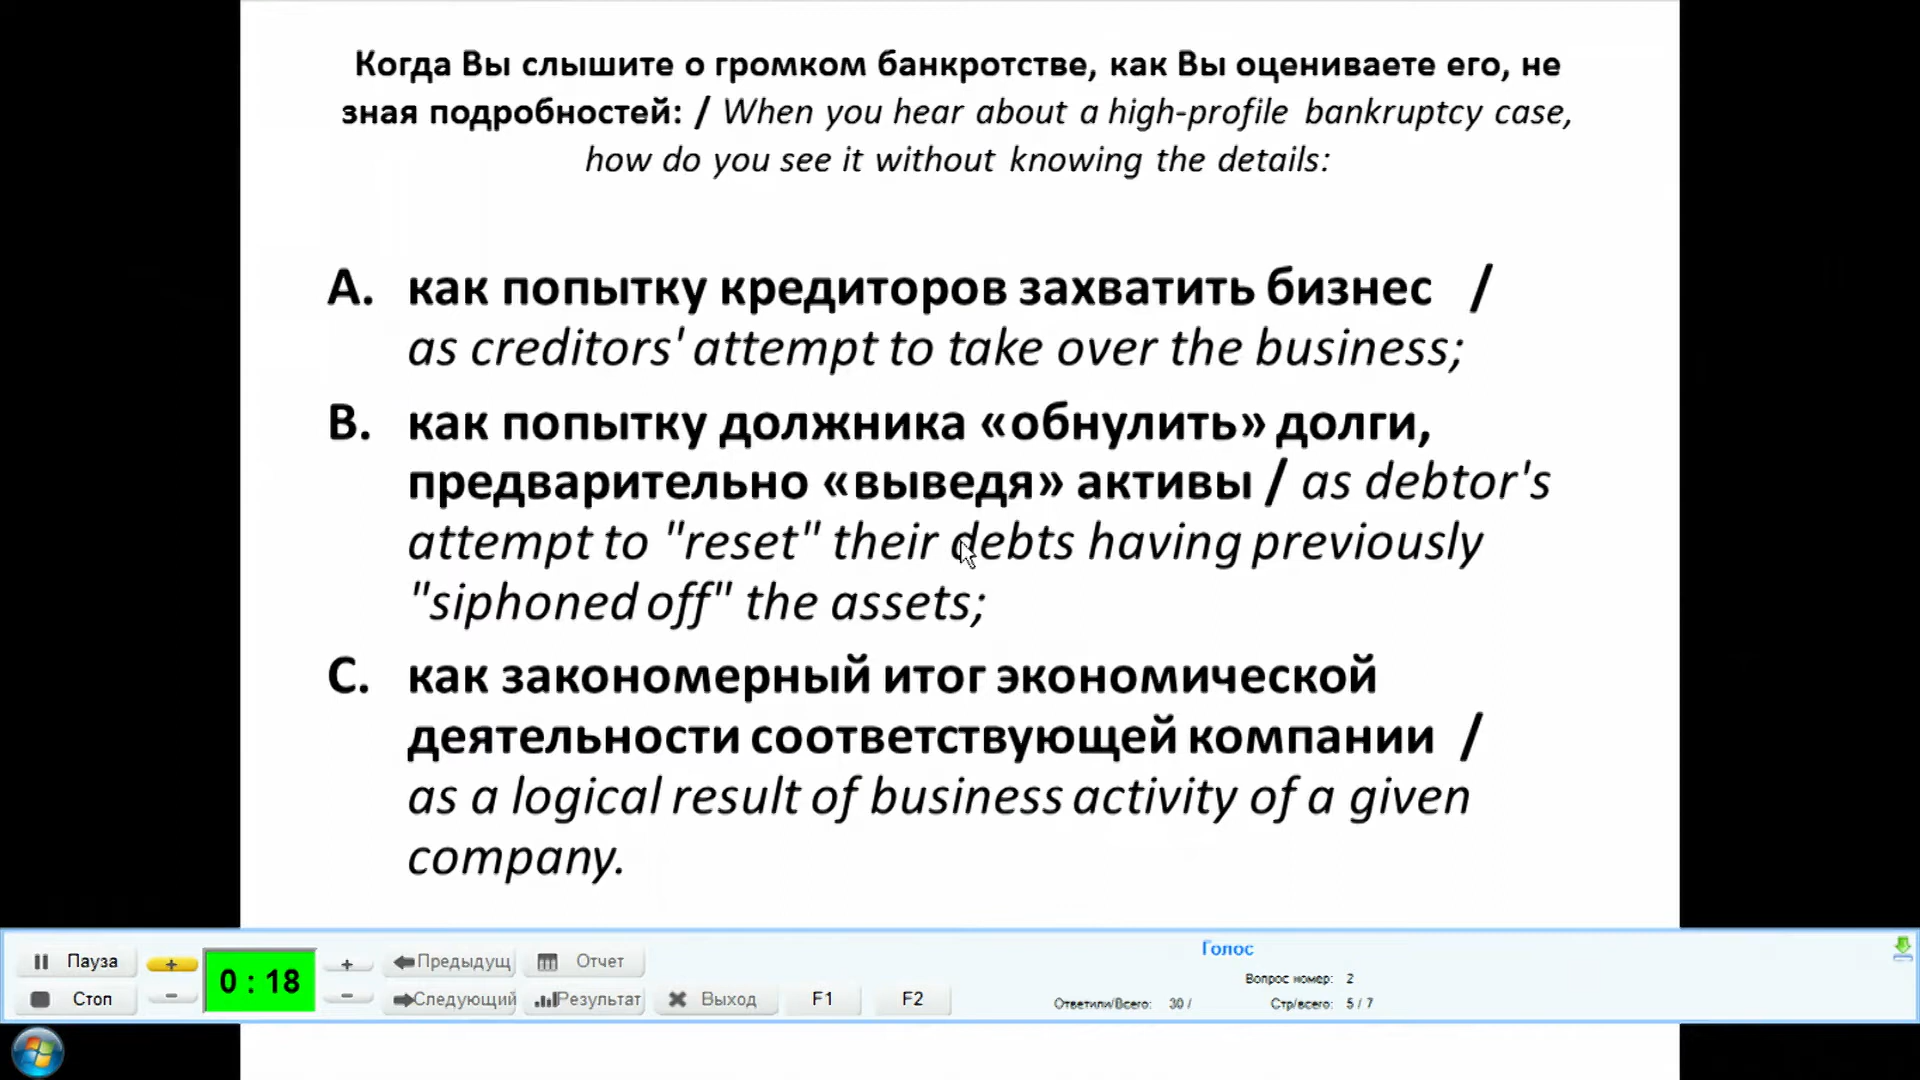 Когда Вы слышите о громком банкротстве, как Вы оцениваете его, не
зная подробностей: / When you hear about a high-profile bankruptcy case,
how do you see it without knowing the details:
A. как попытку кредиторов захватить бизнес /
as creditors' attempt to take over the business;
B. как попытку должника «обнулить» долги,
предварительно «выведя» активы / as debtor's
attempt to "reset" their debts having previously
"siphoned off" the assets;
C. как закономерный итог экономической
деятельности соответствующей компании /
as a logical result of business activity of a given
company.
Пауза
Стоп
+
-
0 : 18
+
-
Предыдущ
Следующий
Отчет
Результат
Выход
F1
F2
Голос
Вопрос номер: 2
Ответили/Всего: 30 /
Стр/всего: 5 / 7